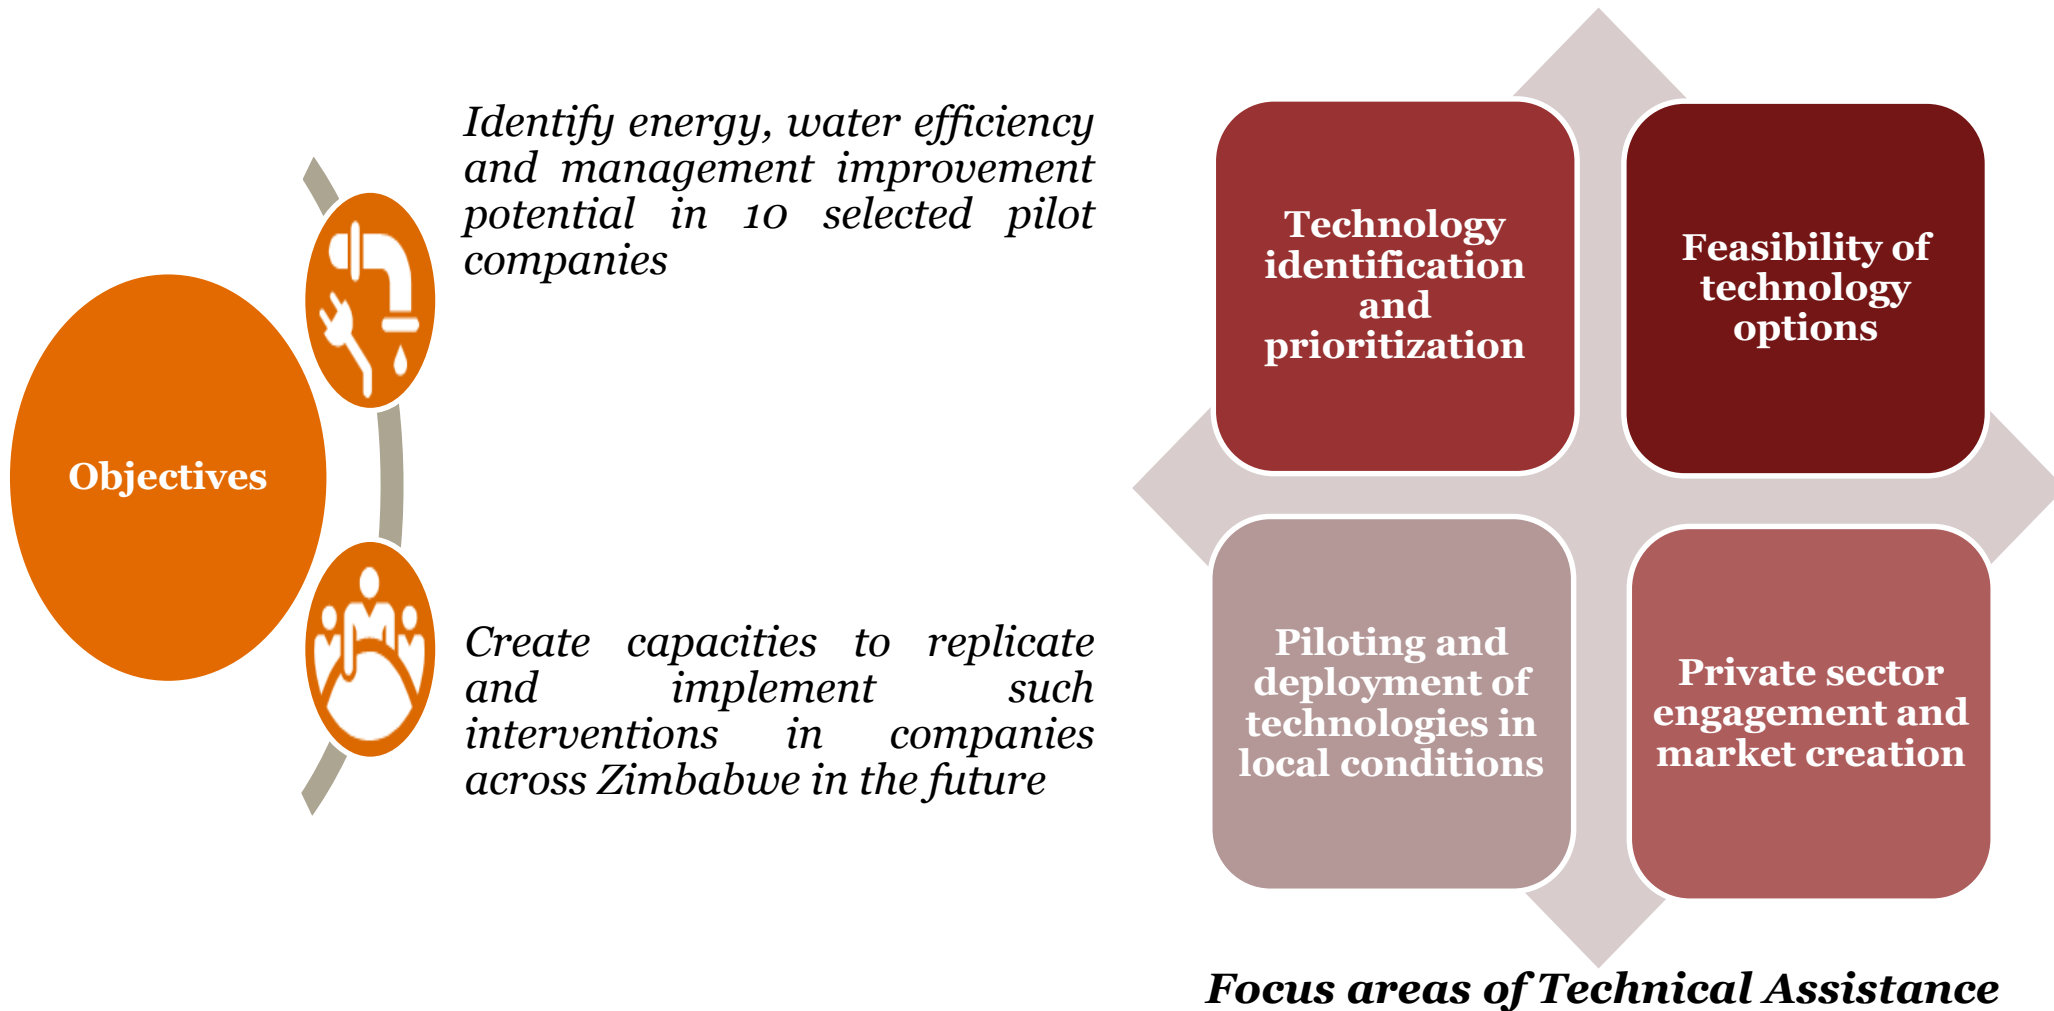 Objectives
Identify energy, water efficiency
and management improvement
potential in 10 selected pilot
companies
Create capacities to replicate
and implement such
interventions in companies
across Zimbabwe in the future
Technology
identification
and
prioritization
Feasibility of
technology
options
Piloting and
deployment of
technologies in
local conditions
Private sector
engagement and
market creation
Focus areas of Technical Assistance